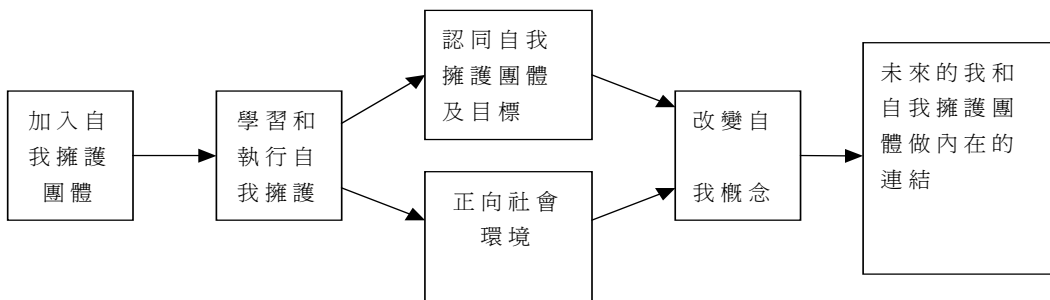 加入自
我擁護
團體
學習和
執行自
我擁護
認同自我
擁護團體
及目標
正向社會
環境
改變自
我概念
未來的我和
自我擁護團
體做內在的
連結